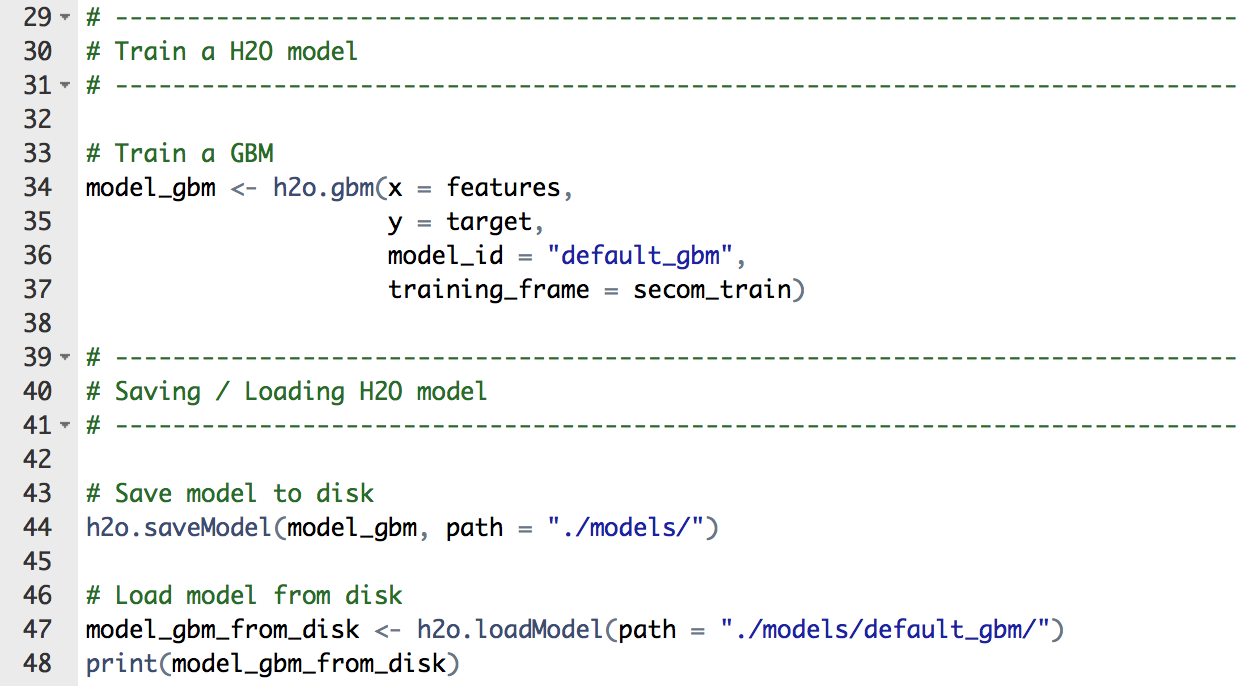 29 # ------------------------------------------------------------------------------
30 # Train a H2O model
31 # ------------------------------------------------------------------------------
32
33 # Train a GBM
34 model_gbm <- h2o.gbm(x = features,
35                      y = target,
36                      model_id = "default_gbm",
37                      training_frame = secom_train)
38
39 # ------------------------------------------------------------------------------
40 # Saving / Loading H2O model
41 # ------------------------------------------------------------------------------
42
43 # Save model to disk
44 h2o.saveModel(model_gbm, path = "./models/")
45
46 # Load model from disk
47 model_gbm_from_disk <- h2o.loadModel(path = "./models/default_gbm/")
48 print(model_gbm_from_disk)